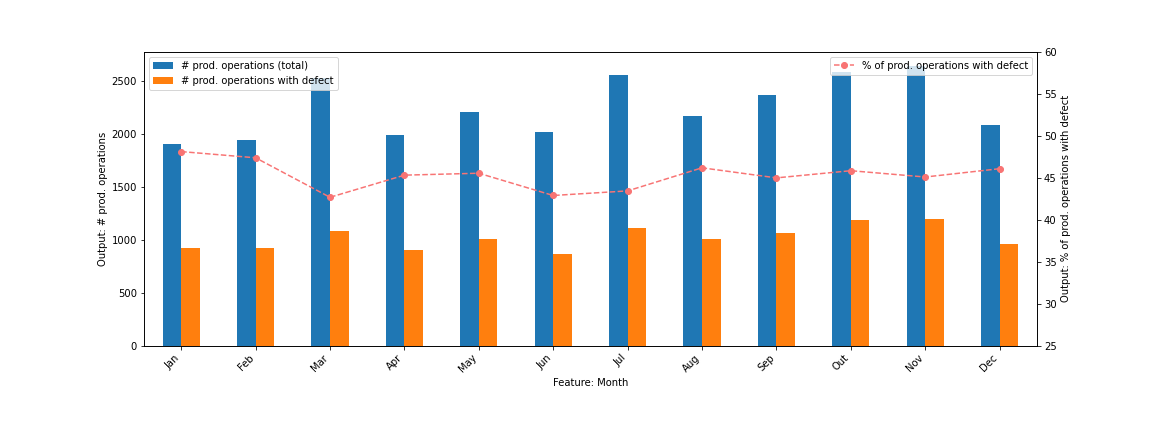 # prod. operations (total)
# prod. operations with defect
% of prod. operations with defect
Output: # prod. operations
2500
2000
1500
1000
500
0
60
55
50
45
40
35
30
25
Output: % of prod. operations with defect
Jan Feb Mar Apr May Jun Jul Aug Sep Out Nov Dec
Feature: Month